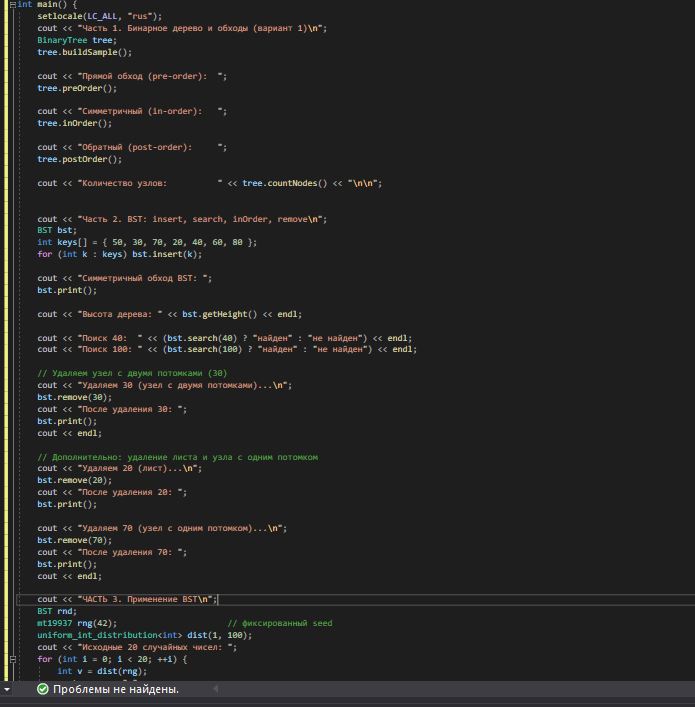 int main() {
setlocale(LC_ALL, "rus");
cout << "Часть 1. Бинарное дерево и обходы (вариант 1)\n";
BinaryTree tree;
tree.buildSample();
cout << "Прямой обход (pre-order):  ";
tree.preOrder();
cout << "Симметричный (in-order):   ";
tree.inOrder();
cout << "Обратный (post-order):     ";
tree.postOrder();
cout << "Количество узлов:          " << tree.countNodes() << "\n\n";
cout << "Часть 2. BST: insert, search, inOrder, remove\n";
BST bst;
int keys[] = { 50, 30, 70, 20, 40, 60, 80 };
for (int k : keys) bst.insert(k);
cout << "Симметричный обход BST: ";
bst.print();
cout << "Высота дерева: " << bst.getHeight() << endl;
cout << "Поиск 40:  " << (bst.search(40) ? "найден" : "не найден") << endl;
cout << "Поиск 100: " << (bst.search(100) ? "найден" : "не найден") << endl;
// Удаляем узел с двумя потомками (30)
cout << "Удаляем 30 (узел с двумя потомками)...\n";
bst.remove(30);
cout << "После удаления 30: ";
bst.print();
cout << endl;
// Дополнительно: удаление листа и узла с одним потомком
cout << "Удаляем 20 (лист)...\n";
bst.remove(20);
cout << "После удаления 20: ";
bst.print();
cout << "Удаляем 70 (узел с одним потомком)...\n";
bst.remove(70);
cout << "После удаления 70: ";
bst.print();
cout << endl;
cout << "ЧАСТЬ 3. Применение BST\n";
BST rnd;
mt19937 rng(42);                      // фиксированный seed
uniform_int_distribution<int> dist(1, 100);
cout << "Исходные 20 случайных чисел: ";
for (int i = 0; i < 20; ++i) {
int v = dist(rng);
Проблемы не найдены.